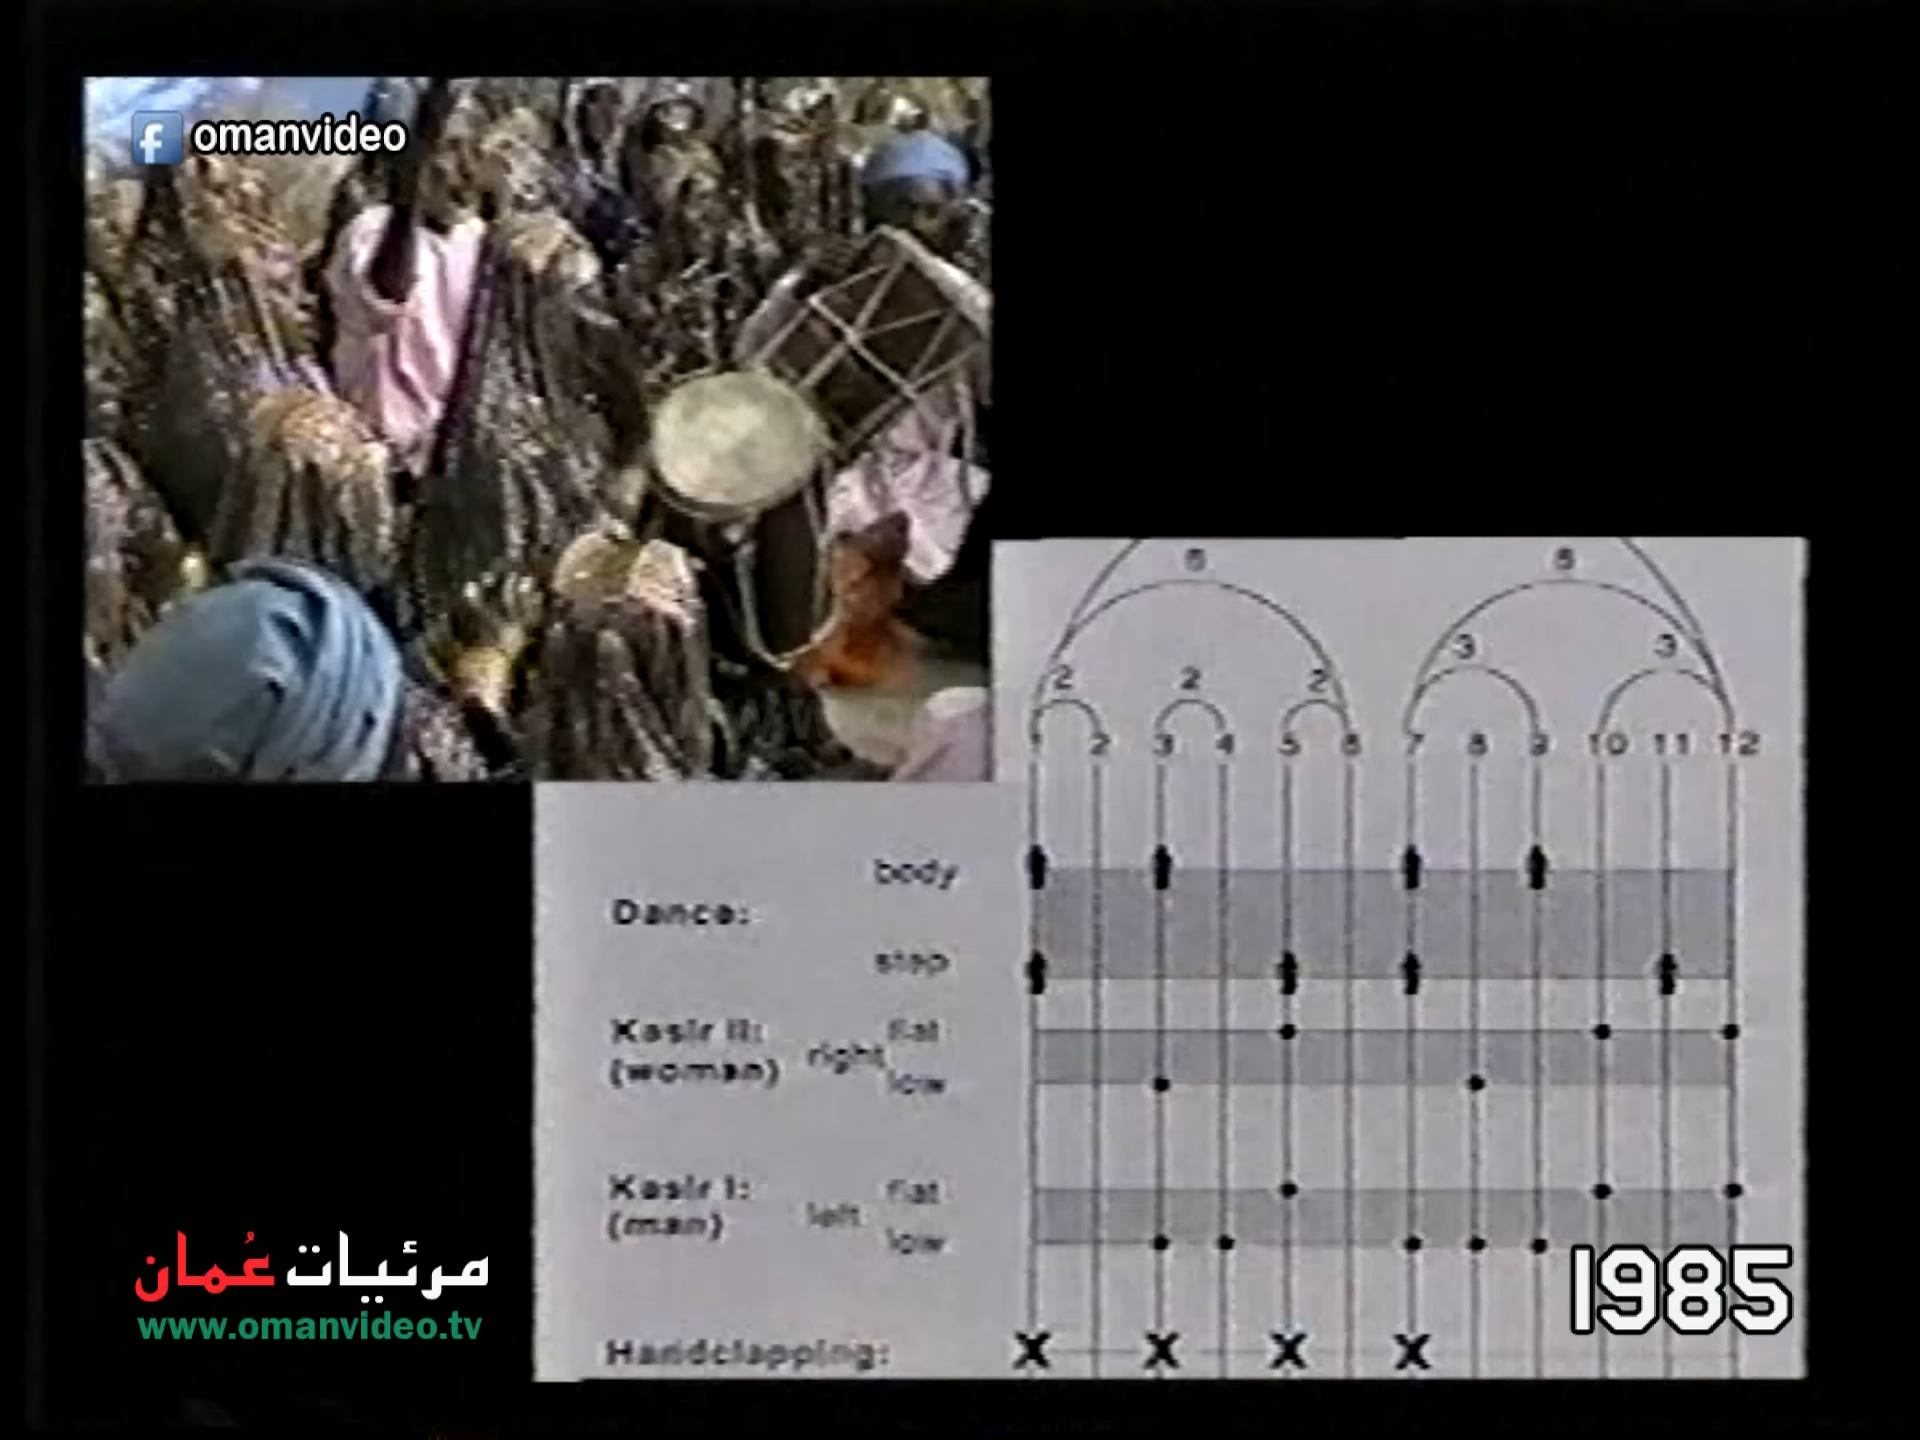 omanvideo
6 6
3 3
2 2 2
1 2 3 4 5 6 7 8 9 10 11 12
body
Dance:
step
Kasir II: flat
(woman) right low
Kasir I: flat
(man) left low
Handclapping:
1985
مرئيات عُمان
www.omanvideo.tv